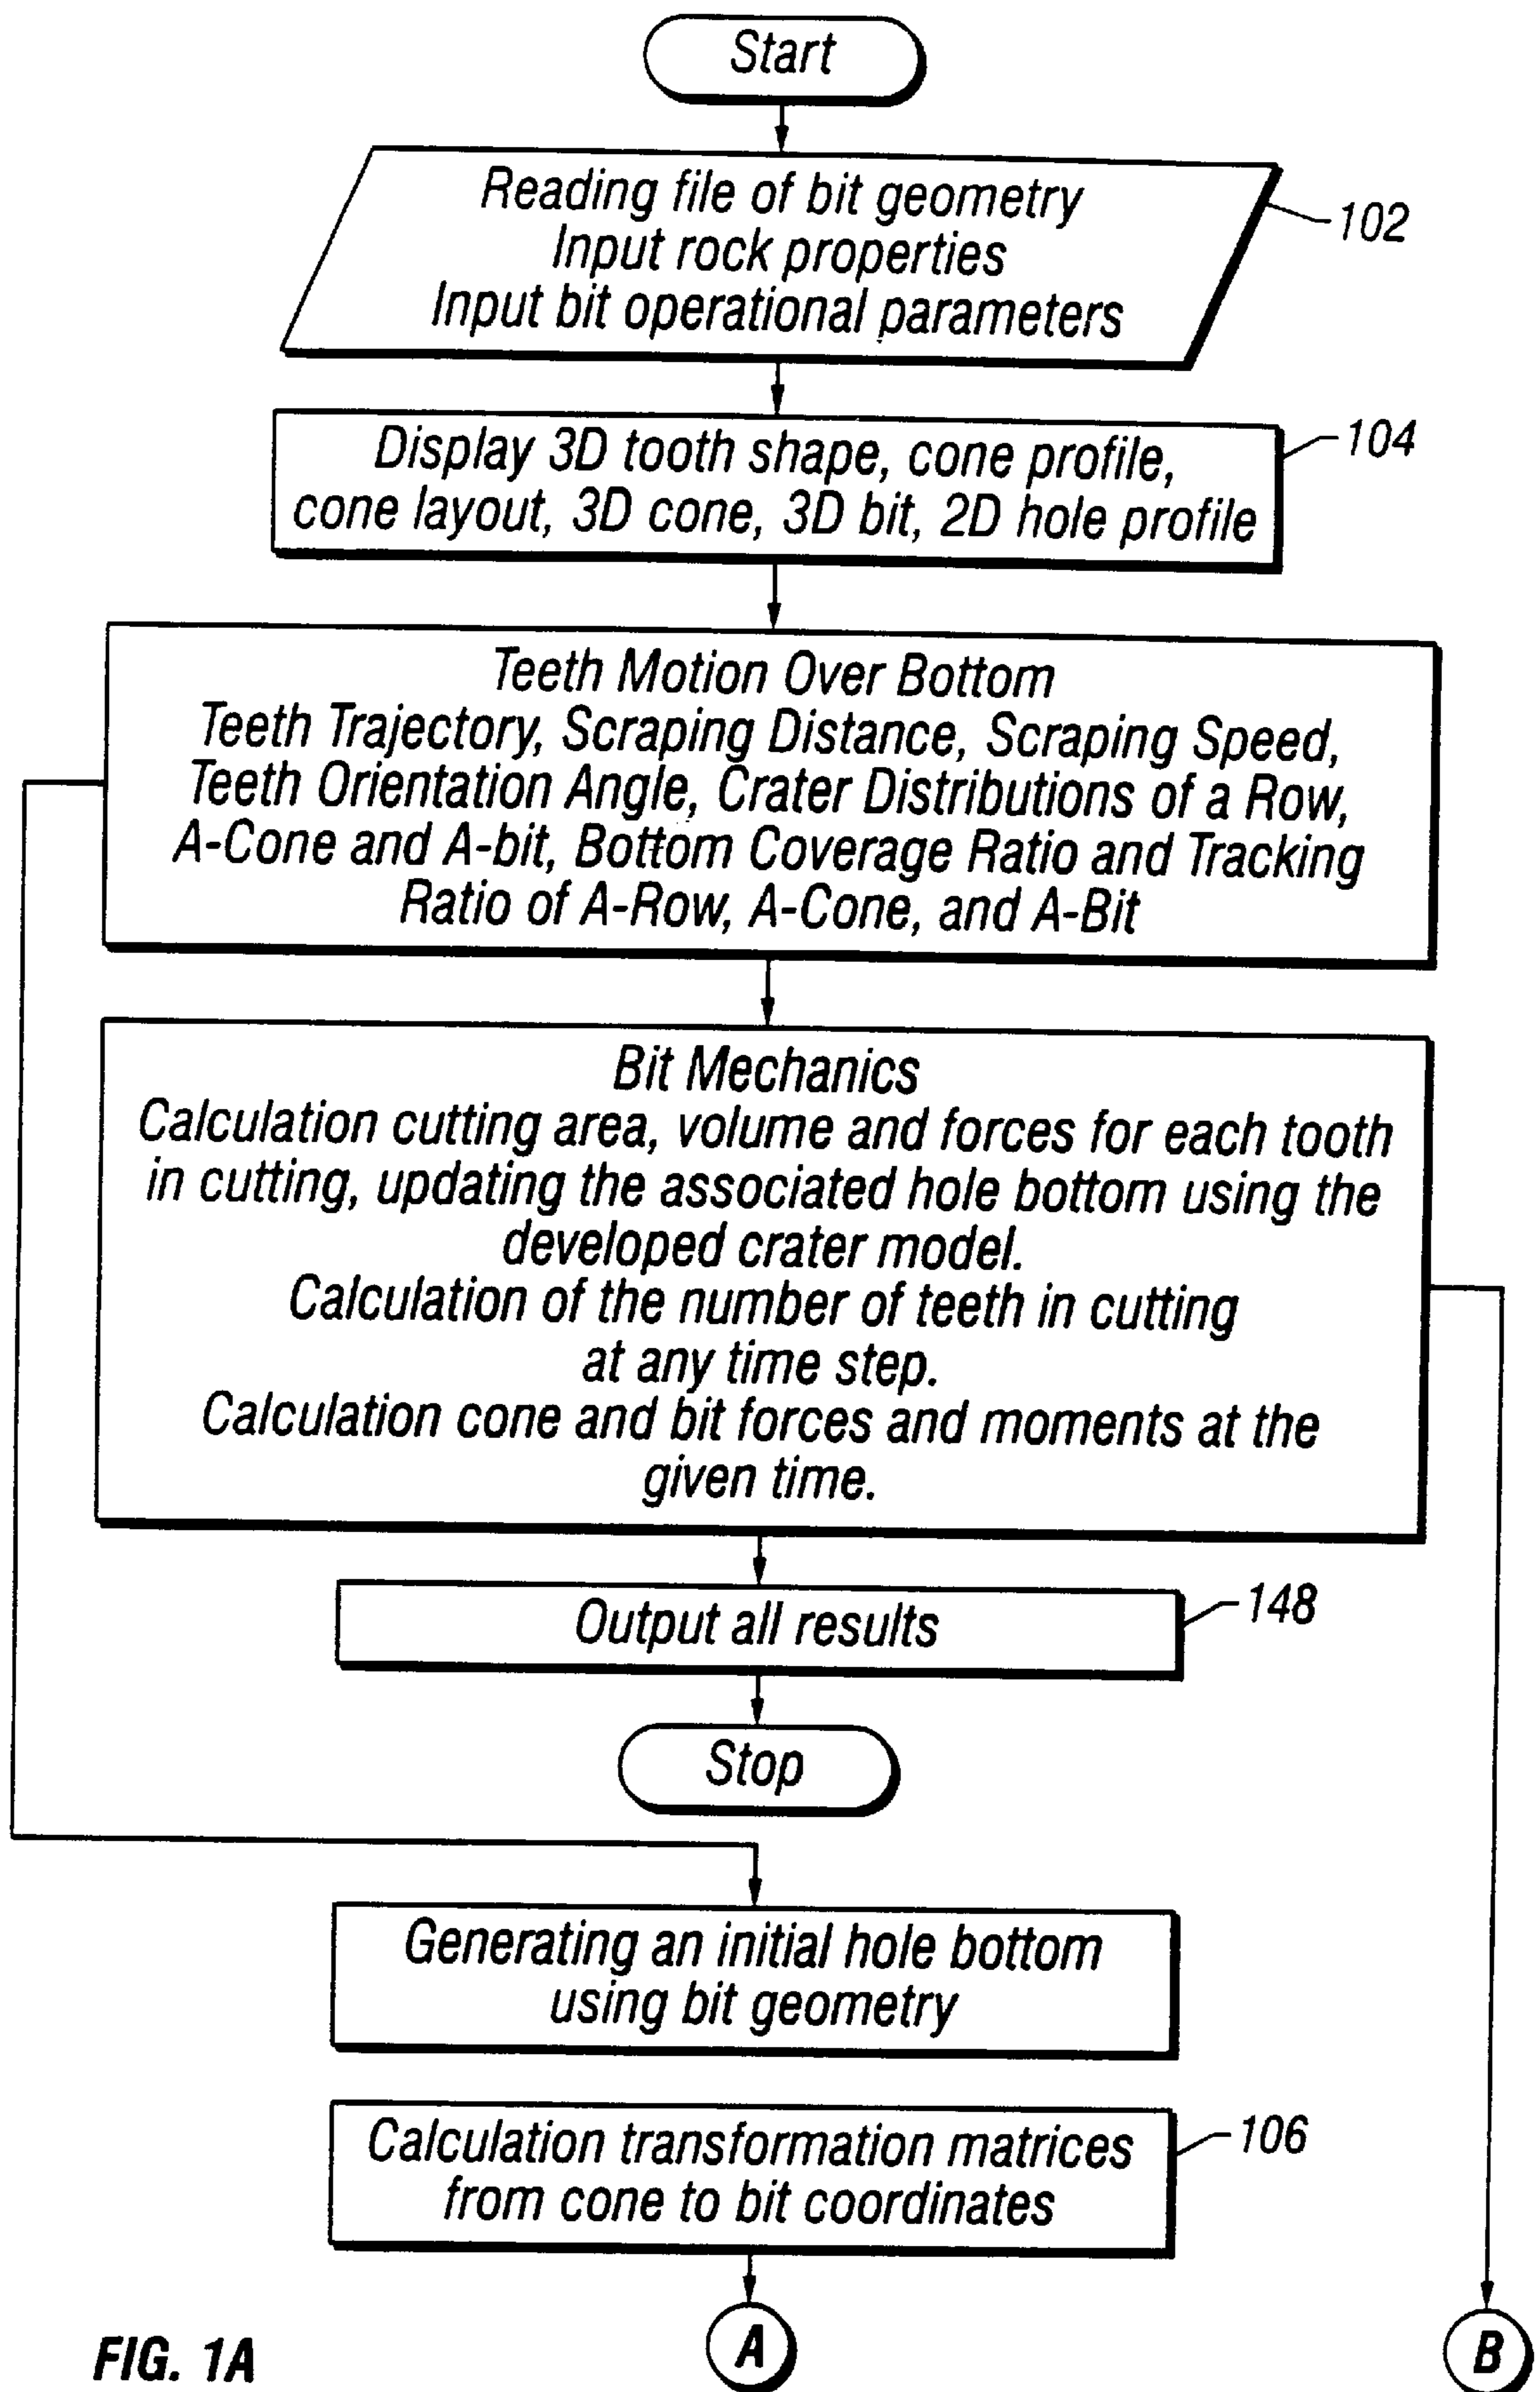 Start
Reading file of bit geometry
Input rock properties
Input bit operational parameters
102
Display 3D tooth shape, cone profile,
cone layout, 3D cone, 3D bit, 2D hole profile
104
Teeth Motion Over Bottom
Teeth Trajectory, Scraping Distance, Scraping Speed,
Teeth Orientation Angle, Crater Distributions of a Row,
A-Cone and A-bit, Bottom Coverage Ratio and Tracking
Ratio of A-Row, A-Cone, and A-Bit
Bit Mechanics
Calculation cutting area, volume and forces for each tooth
in cutting, updating the associated hole bottom using the
developed crater model.
Calculation of the number of teeth in cutting
at any time step.
Calculation cone and bit forces and moments at the
given time.
Output all results
148
Stop
Generating an initial hole bottom
using bit geometry
Calculation transformation matrices
from cone to bit coordinates
106
A
B
FIG. 1A